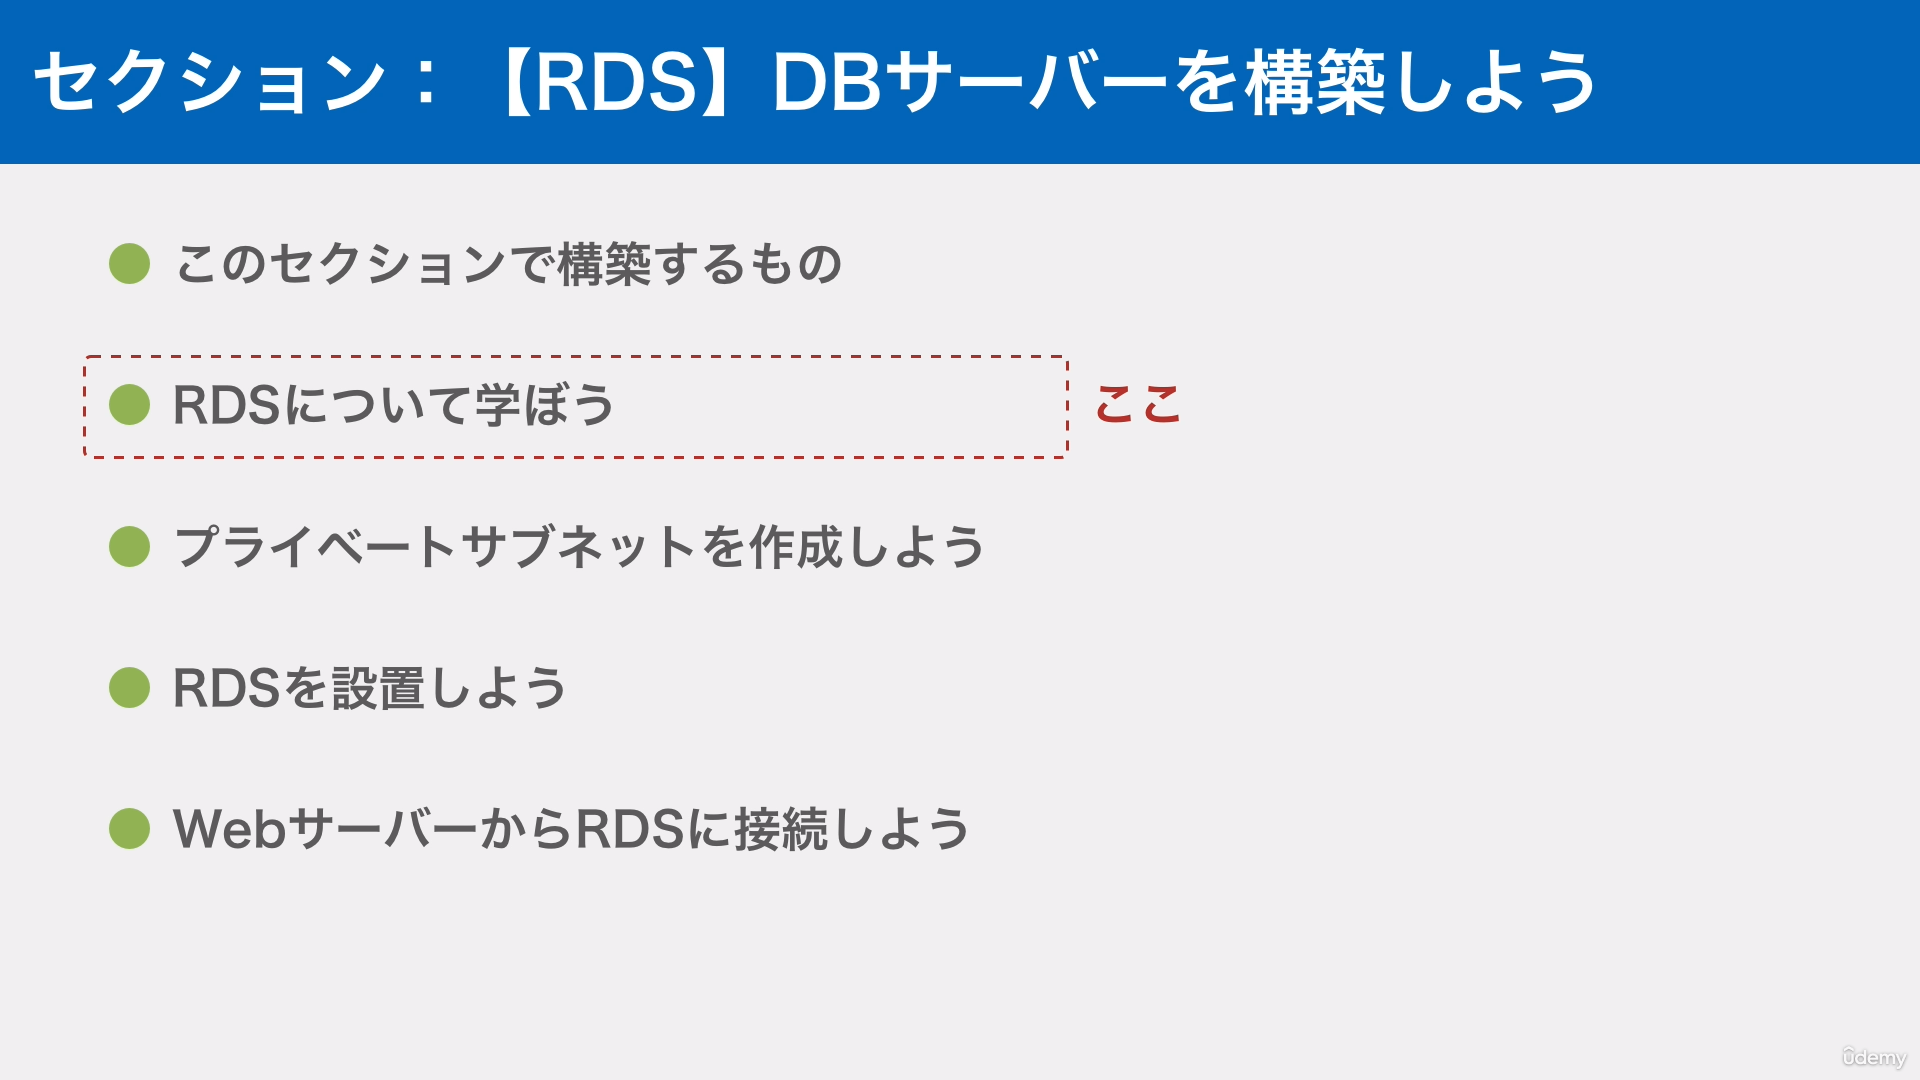 セクション：【RDS】DBサーバーを構築しよう
このセクションで構築するもの
RDSについて学ぼう
ここ
プライベートサブネットを作成しよう
RDSを設置しよう
WebサーバーからRDSに接続しよう
ûdemy